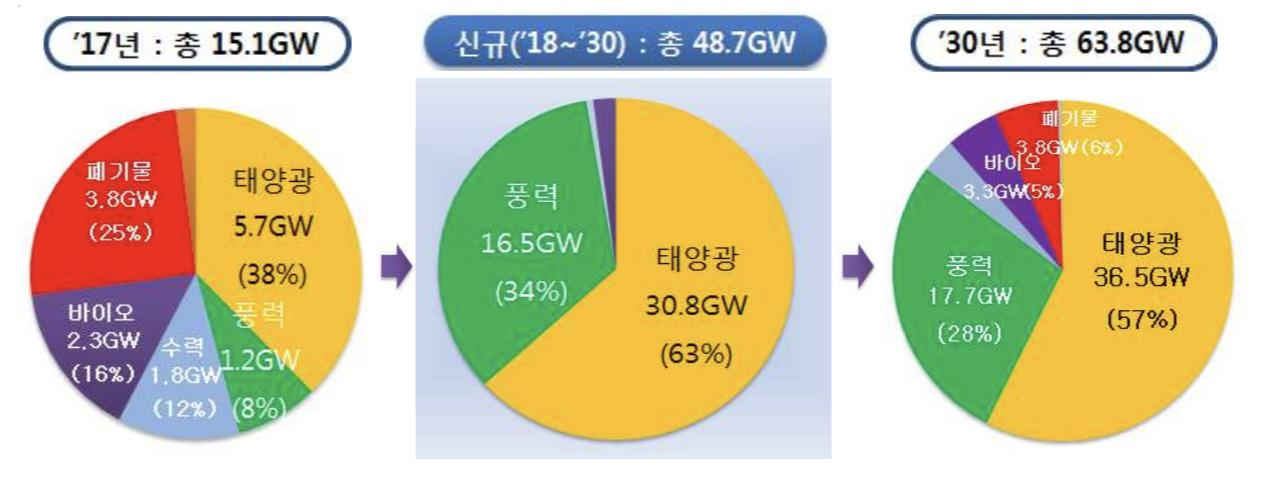 '17년 : 총 15.1GW
태양광
5.7GW
(38%)
풍력
1.2GW
(8%)
수력
1.8GW
(12%)
바이오
2.3GW
(16%)
폐기물
3.8GW
(25%)
신규('18~'30) : 총 48.7GW
태양광
30.8GW
(63%)
풍력
16.5GW
(34%)
'30년 : 총 63.8GW
태양광
36.5GW
(57%)
풍력
17.7GW
(28%)
바이오
3.3GW(5%)
폐기물
3.8GW(6%)